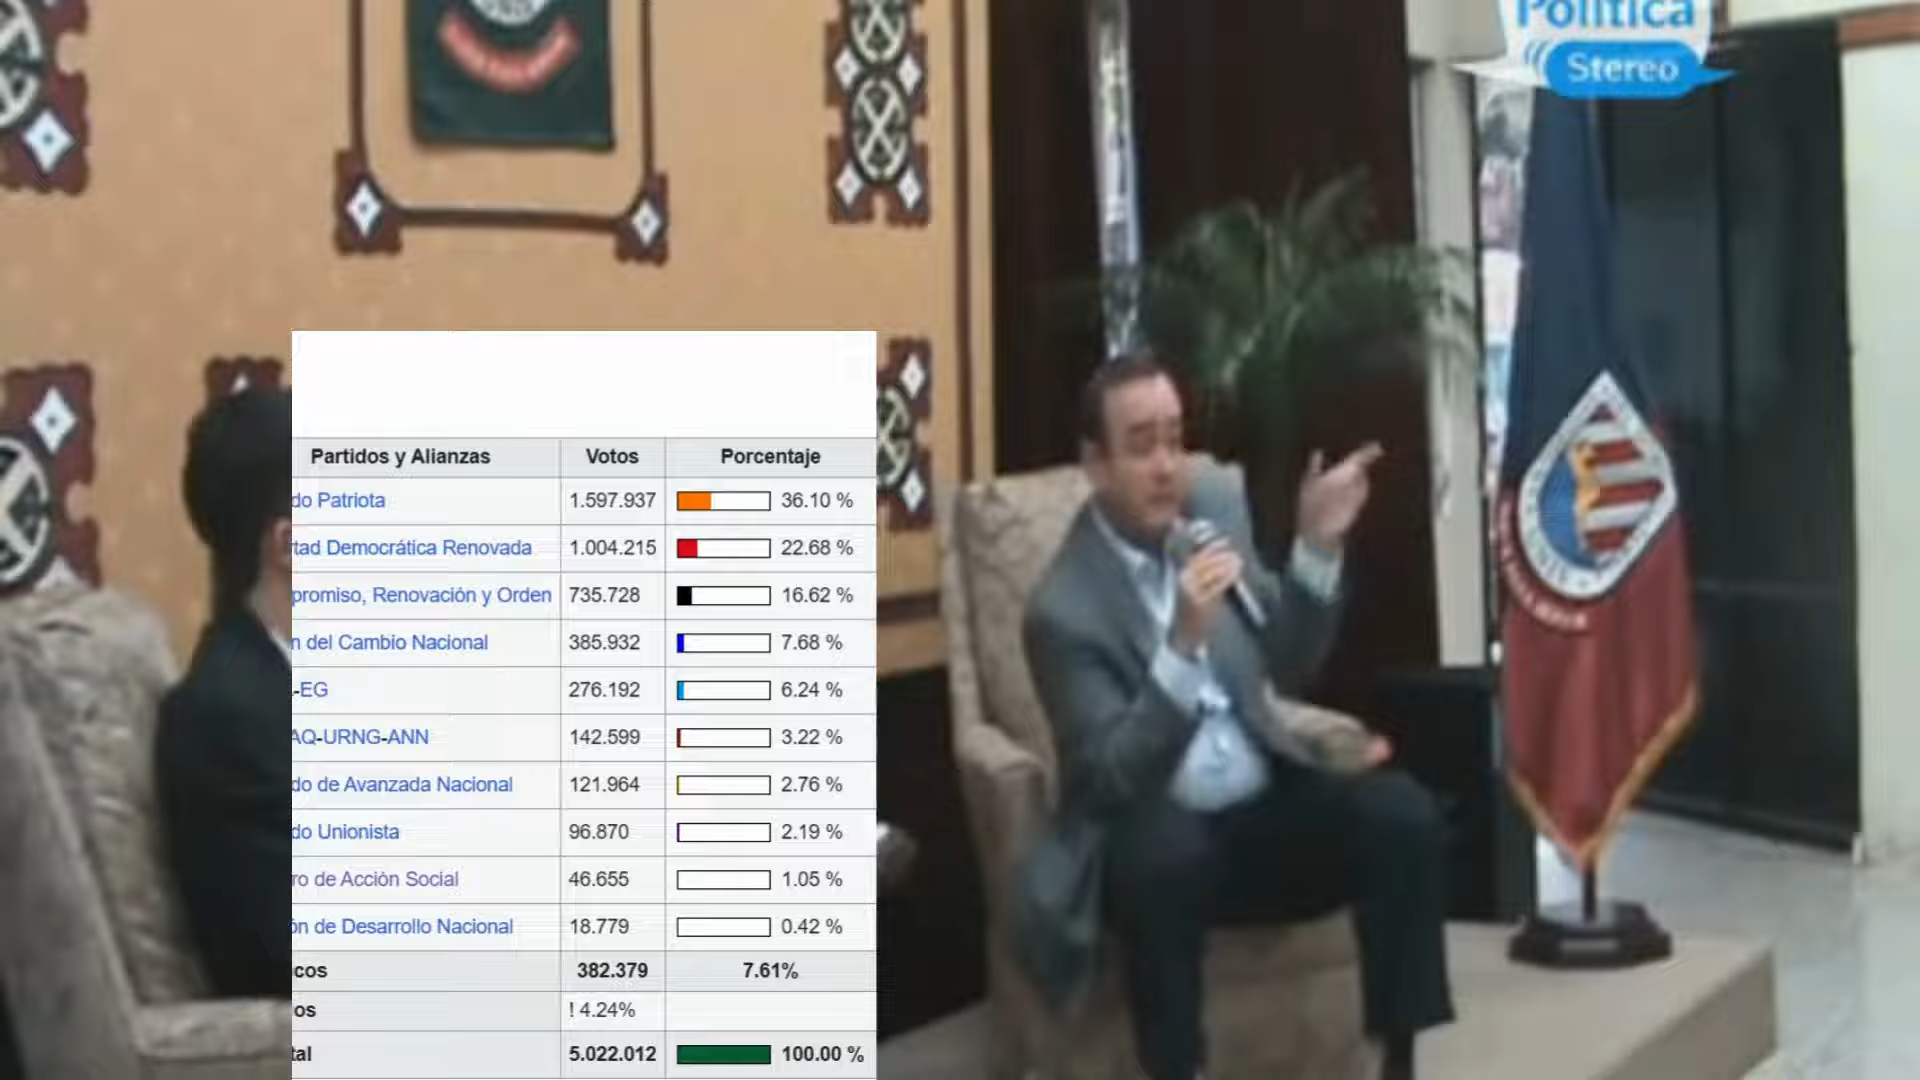 Política
Stereo
Partidos y Alianzas Votos Porcentaje
do Patriota 1.597.937 36.10 %
rtad Democrática Renovada 1.004.215 22.68 %
promiso, Renovación y Orden 735.728 16.62 %
n del Cambio Nacional 385.932 7.68 %
-EG 276.192 6.24 %
AQ-URNG-ANN 142.599 3.22 %
do de Avanzada Nacional 121.964 2.76 %
do Unionista 96.870 2.19 %
ro de Acción Social 46.655 1.05 %
ón de Desarrollo Nacional 18.779 0.42 %
cos 382.379 7.61%
os ! 4.24%
tal 5.022.012 100.00 %